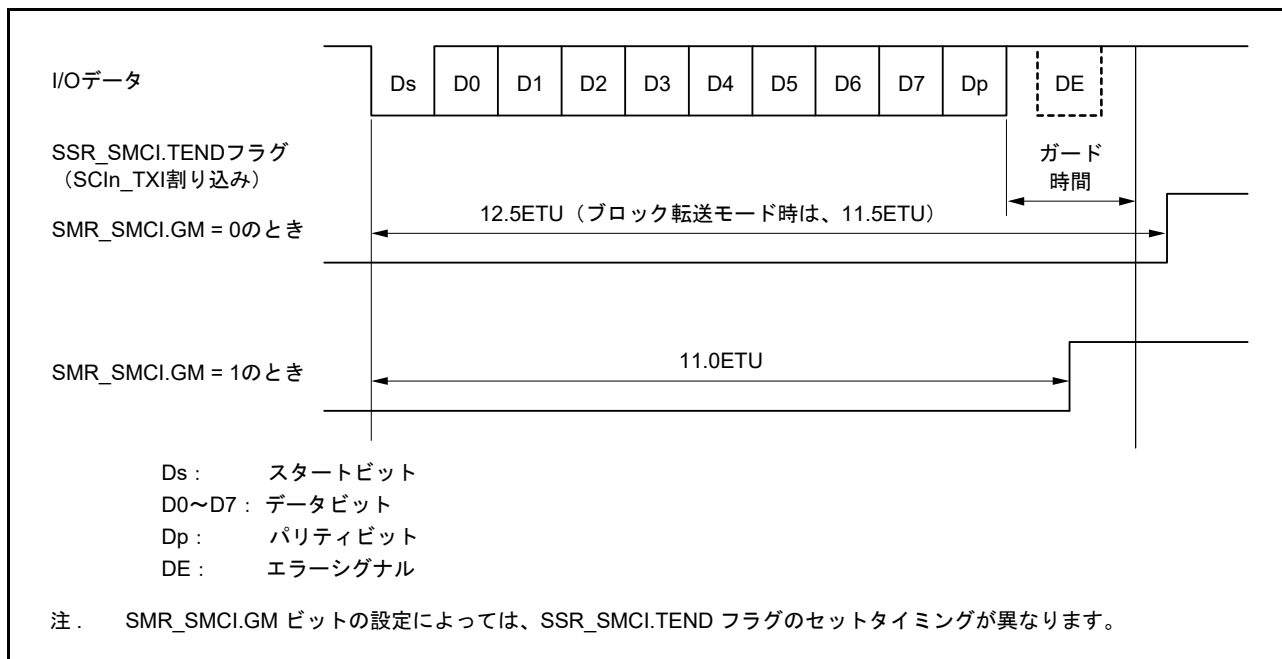 I/Oデータ
Ds D0 D1 D2 D3 D4 D5 D6 D7 Dp DE
SSR_SMCI.TENDフラグ
（SCIn_TXI割り込み）
ガード
時間
12.5ETU（ブロック転送モード時は、11.5ETU）
SMR_SMCI.GM = 0のとき
11.0ETU
SMR_SMCI.GM = 1のとき
Ds： スタートビット
D0～D7： データビット
Dp： パリティビット
DE： エラーシグナル
注． SMR_SMCI.GM ビットの設定によっては、SSR_SMCI.TEND フラグのセットタイミングが異なります。